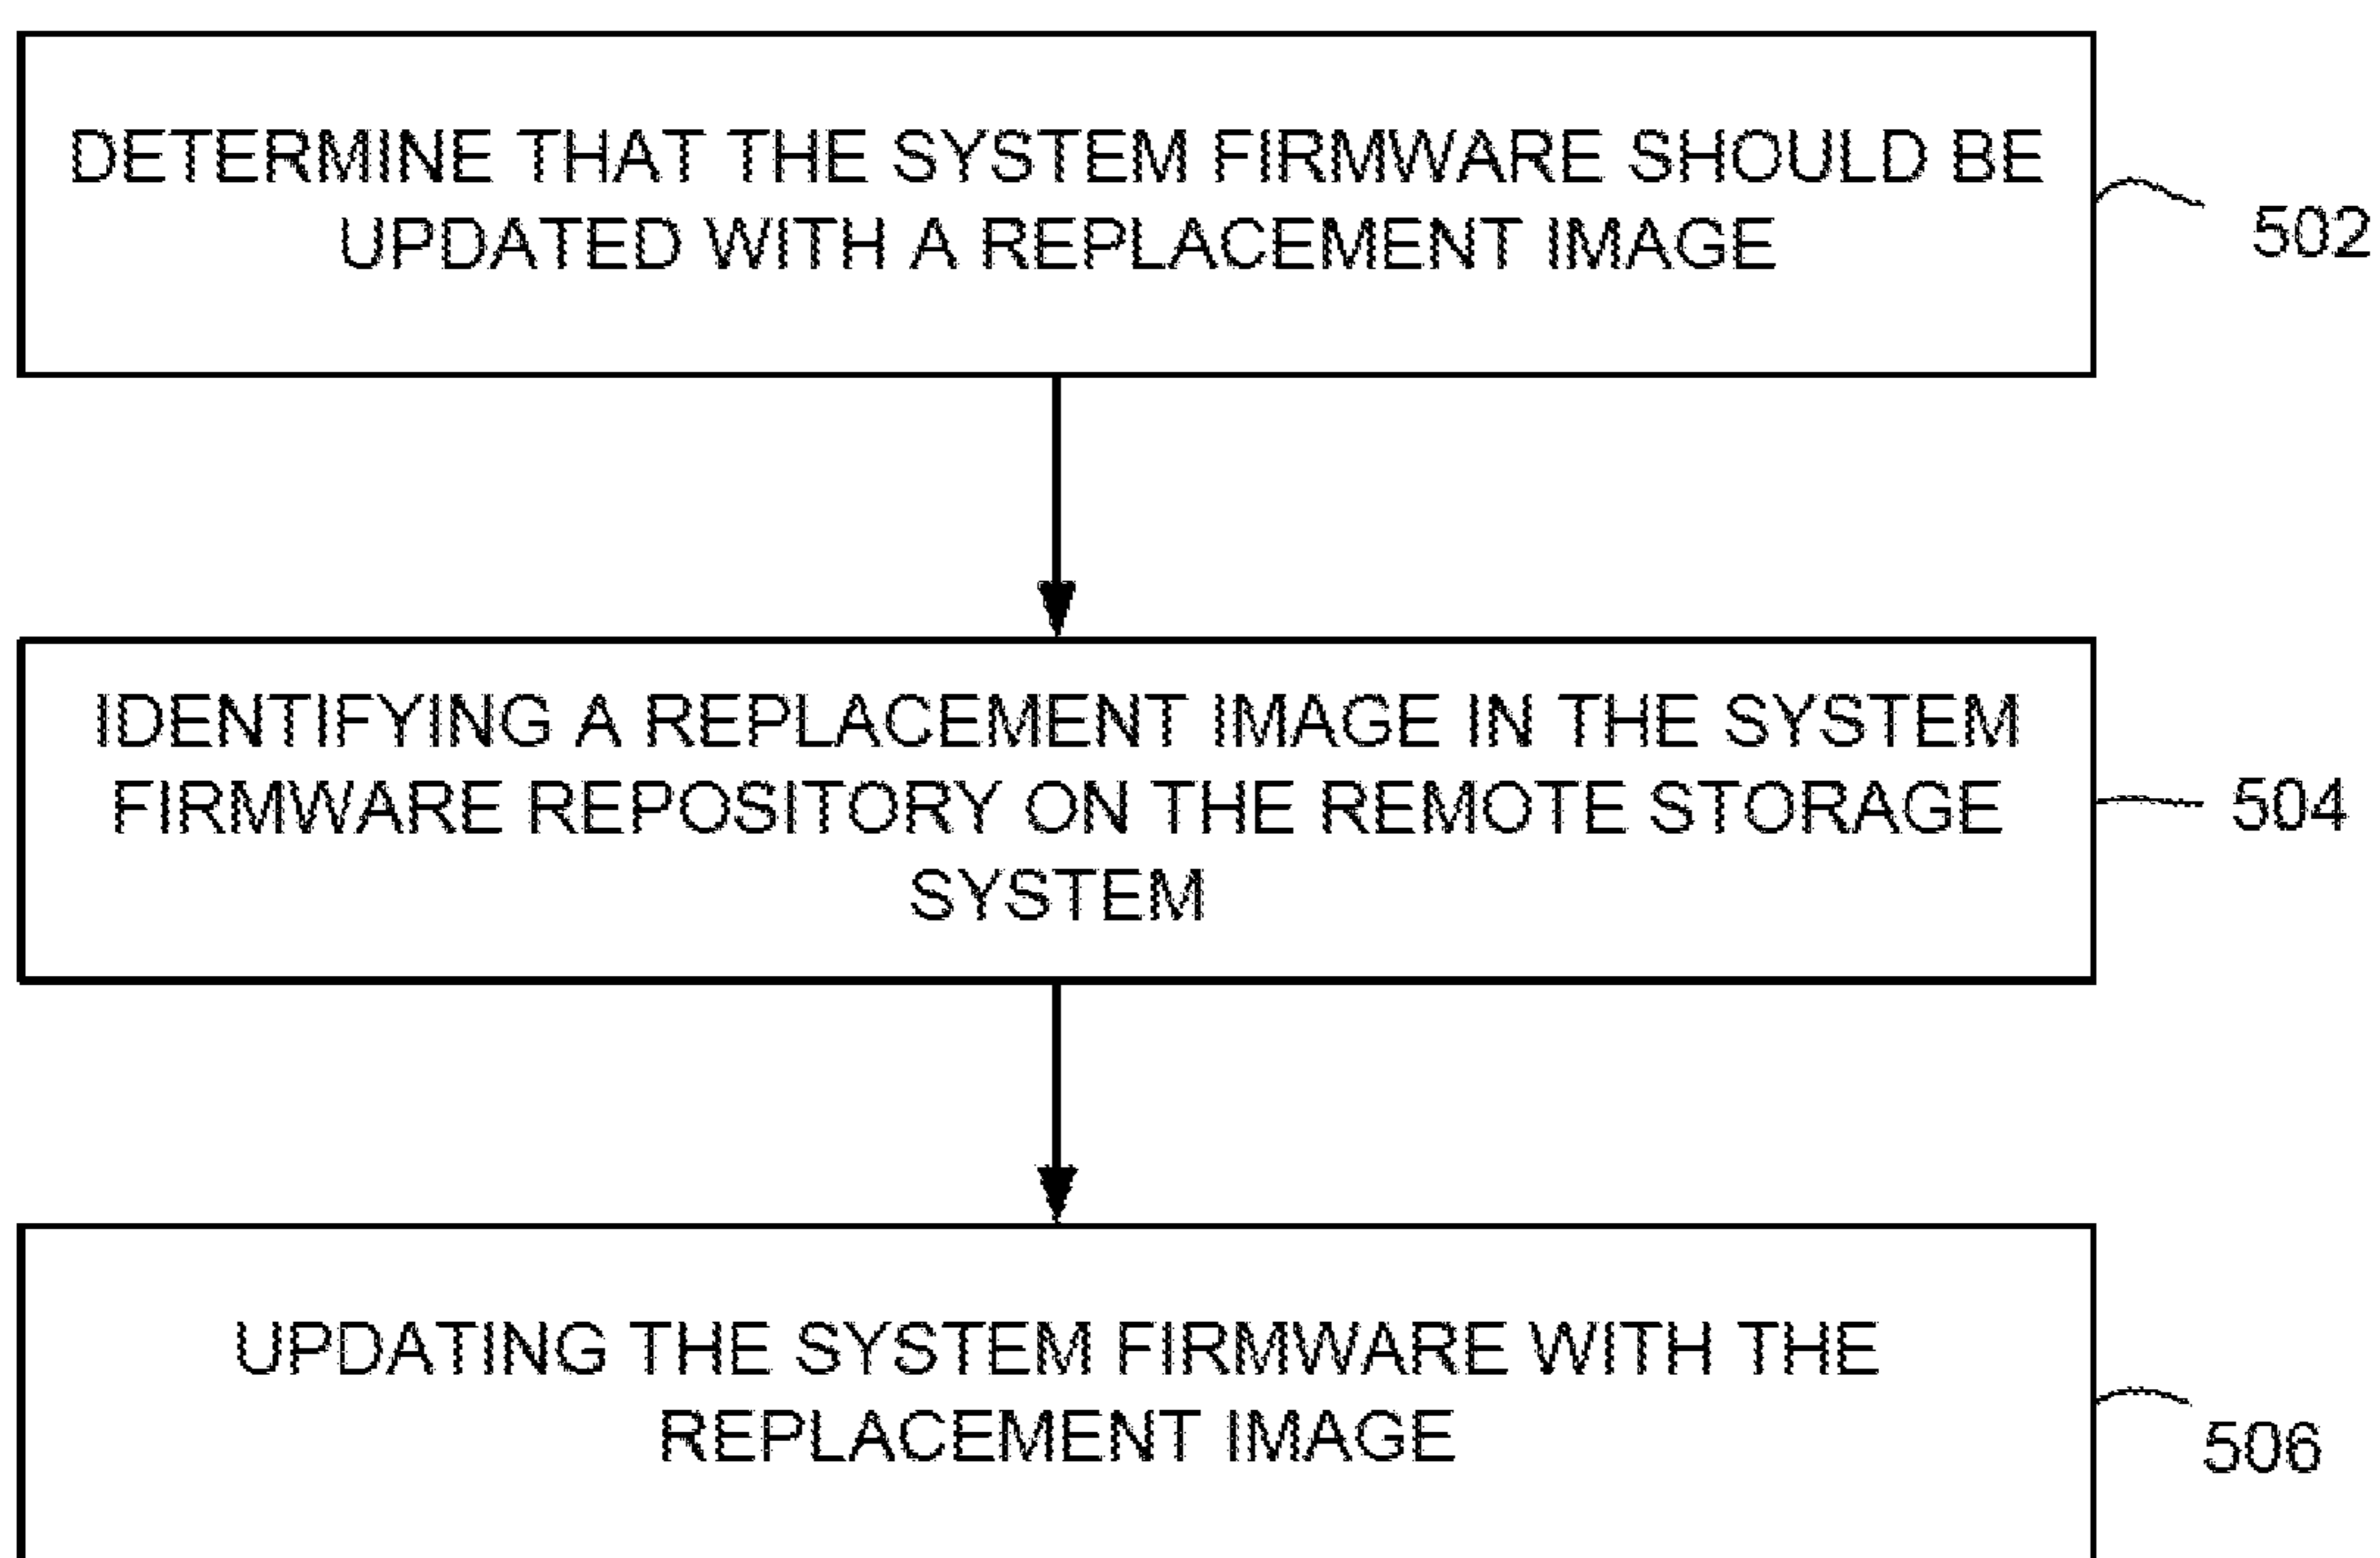 DETERMINE THAT THE SYSTEM FIRMWARE SHOULD BE
UPDATED WITH A REPLACEMENT IMAGE
502
IDENTIFYING A REPLACEMENT IMAGE IN THE SYSTEM
FIRMWARE REPOSITORY ON THE REMOTE STORAGE
SYSTEM
504
UPDATING THE SYSTEM FIRMWARE WITH THE
REPLACEMENT IMAGE
506